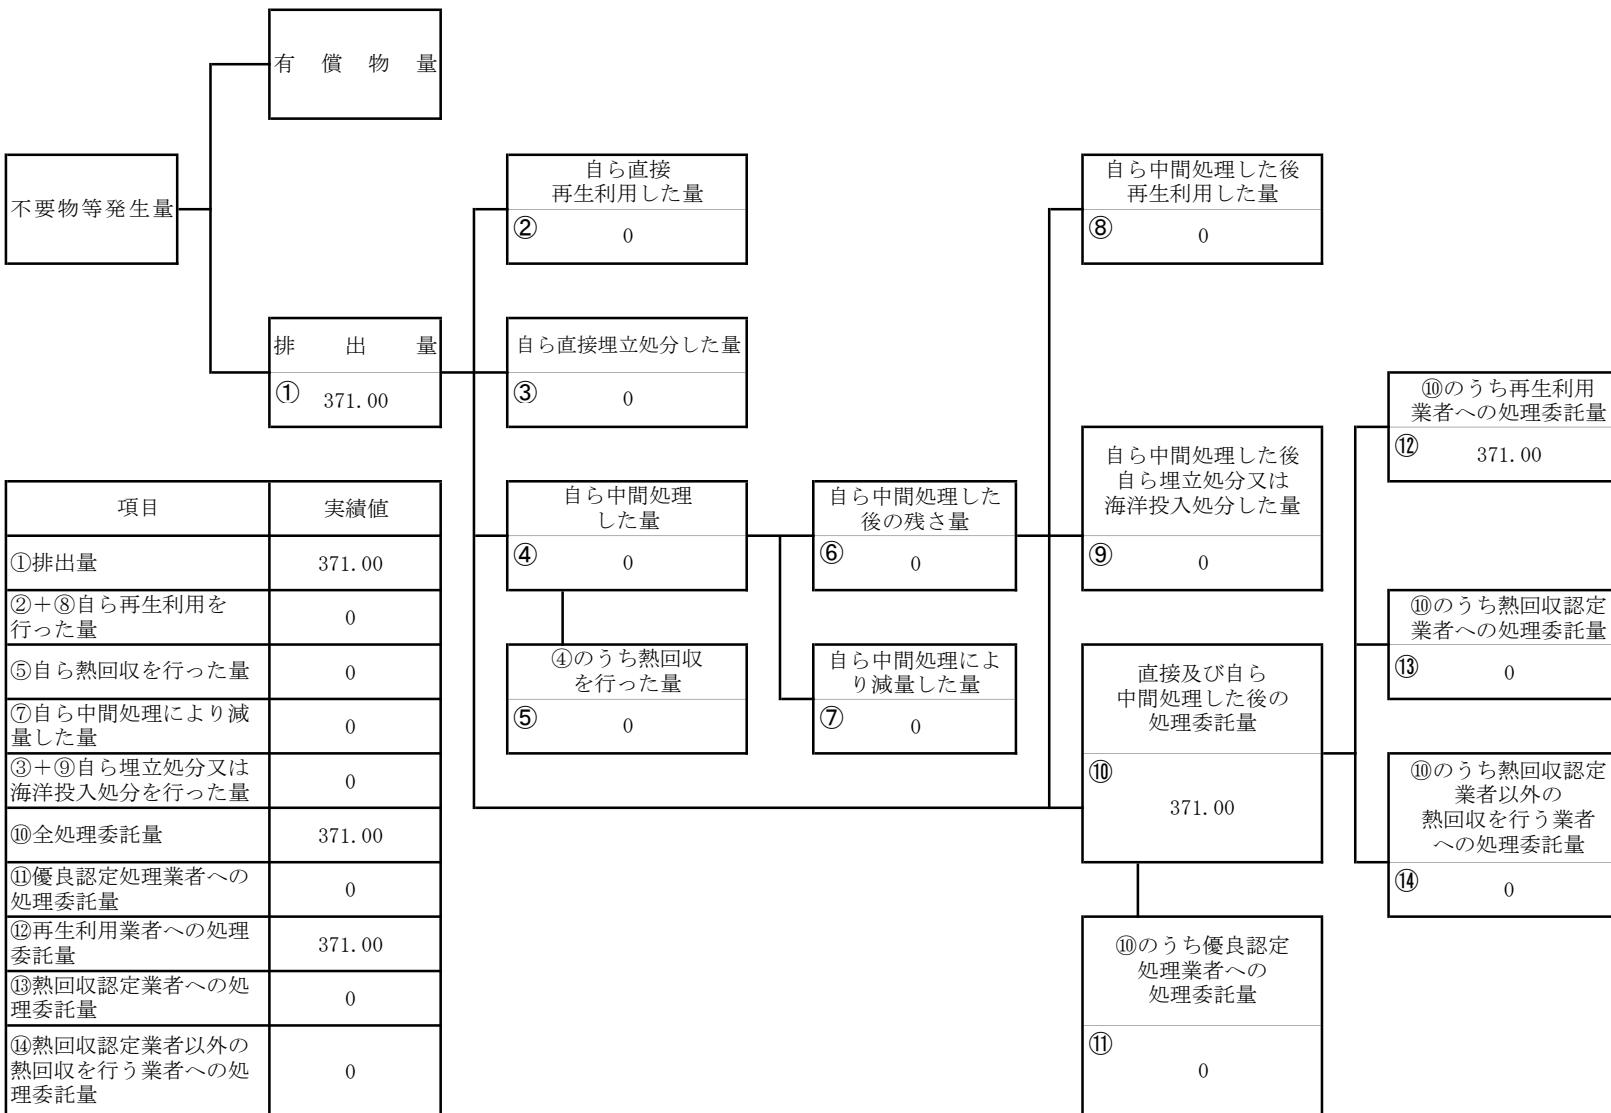 有償物量
不要物等発生量
排出量
① 371.00
自ら直接
再生利用した量
② 0
自ら直接埋立処分した量
③ 0
自ら中間処理
した量
④ 0
④のうち熱回収
を行った量
⑤ 0
自ら中間処理した
後の残さ量
⑥ 0
自ら中間処理によ
り減量した量
⑦ 0
自ら中間処理した後
再生利用した量
⑧ 0
自ら中間処理した後
自ら埋立処分又は
海洋投入処分した量
⑨ 0
直接及び自ら
中間処理した後の
処理委託量
⑩
371.00
⑩のうち優良認定
処理業者への
処理委託量
⑪
0
⑩のうち再生利用
業者への処理委託量
⑫ 371.00
⑩のうち熱回収認定
業者への処理委託量
⑬ 0
⑩のうち熱回収認定
業者以外の
熱回収を行う業者
への処理委託量
⑭ 0
項目 実績値
①排出量 371.00
②＋⑧自ら再生利用を
行った量 0
⑤自ら熱回収を行った量 0
⑦自ら中間処理により減
量した量 0
③＋⑨自ら埋立処分又は
海洋投入処分を行った量 0
⑩全処理委託量 371.00
⑪優良認定処理業者への
処理委託量 0
⑫再生利用業者への処理
委託量 371.00
⑬熱回収認定業者への処
理委託量 0
⑭熱回収認定業者以外の
熱回収を行う業者への処
理委託量 0